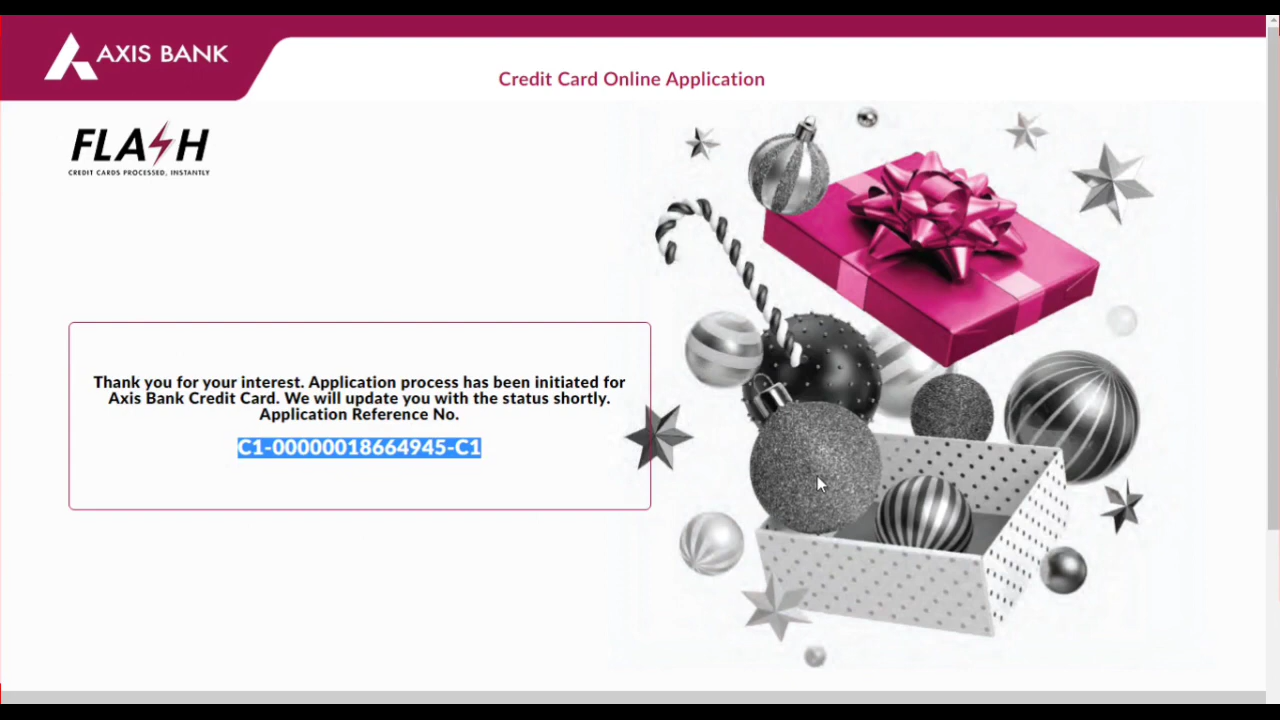 AXIS BANK
Credit Card Online Application
FLASH
CREDIT CARDS PROCESSED, INSTANTLY
Thank you for your interest. Application process has been initiated for
Axis Bank Credit Card. We will update you with the status shortly.
Application Reference No.
C1-00000018664945-C1